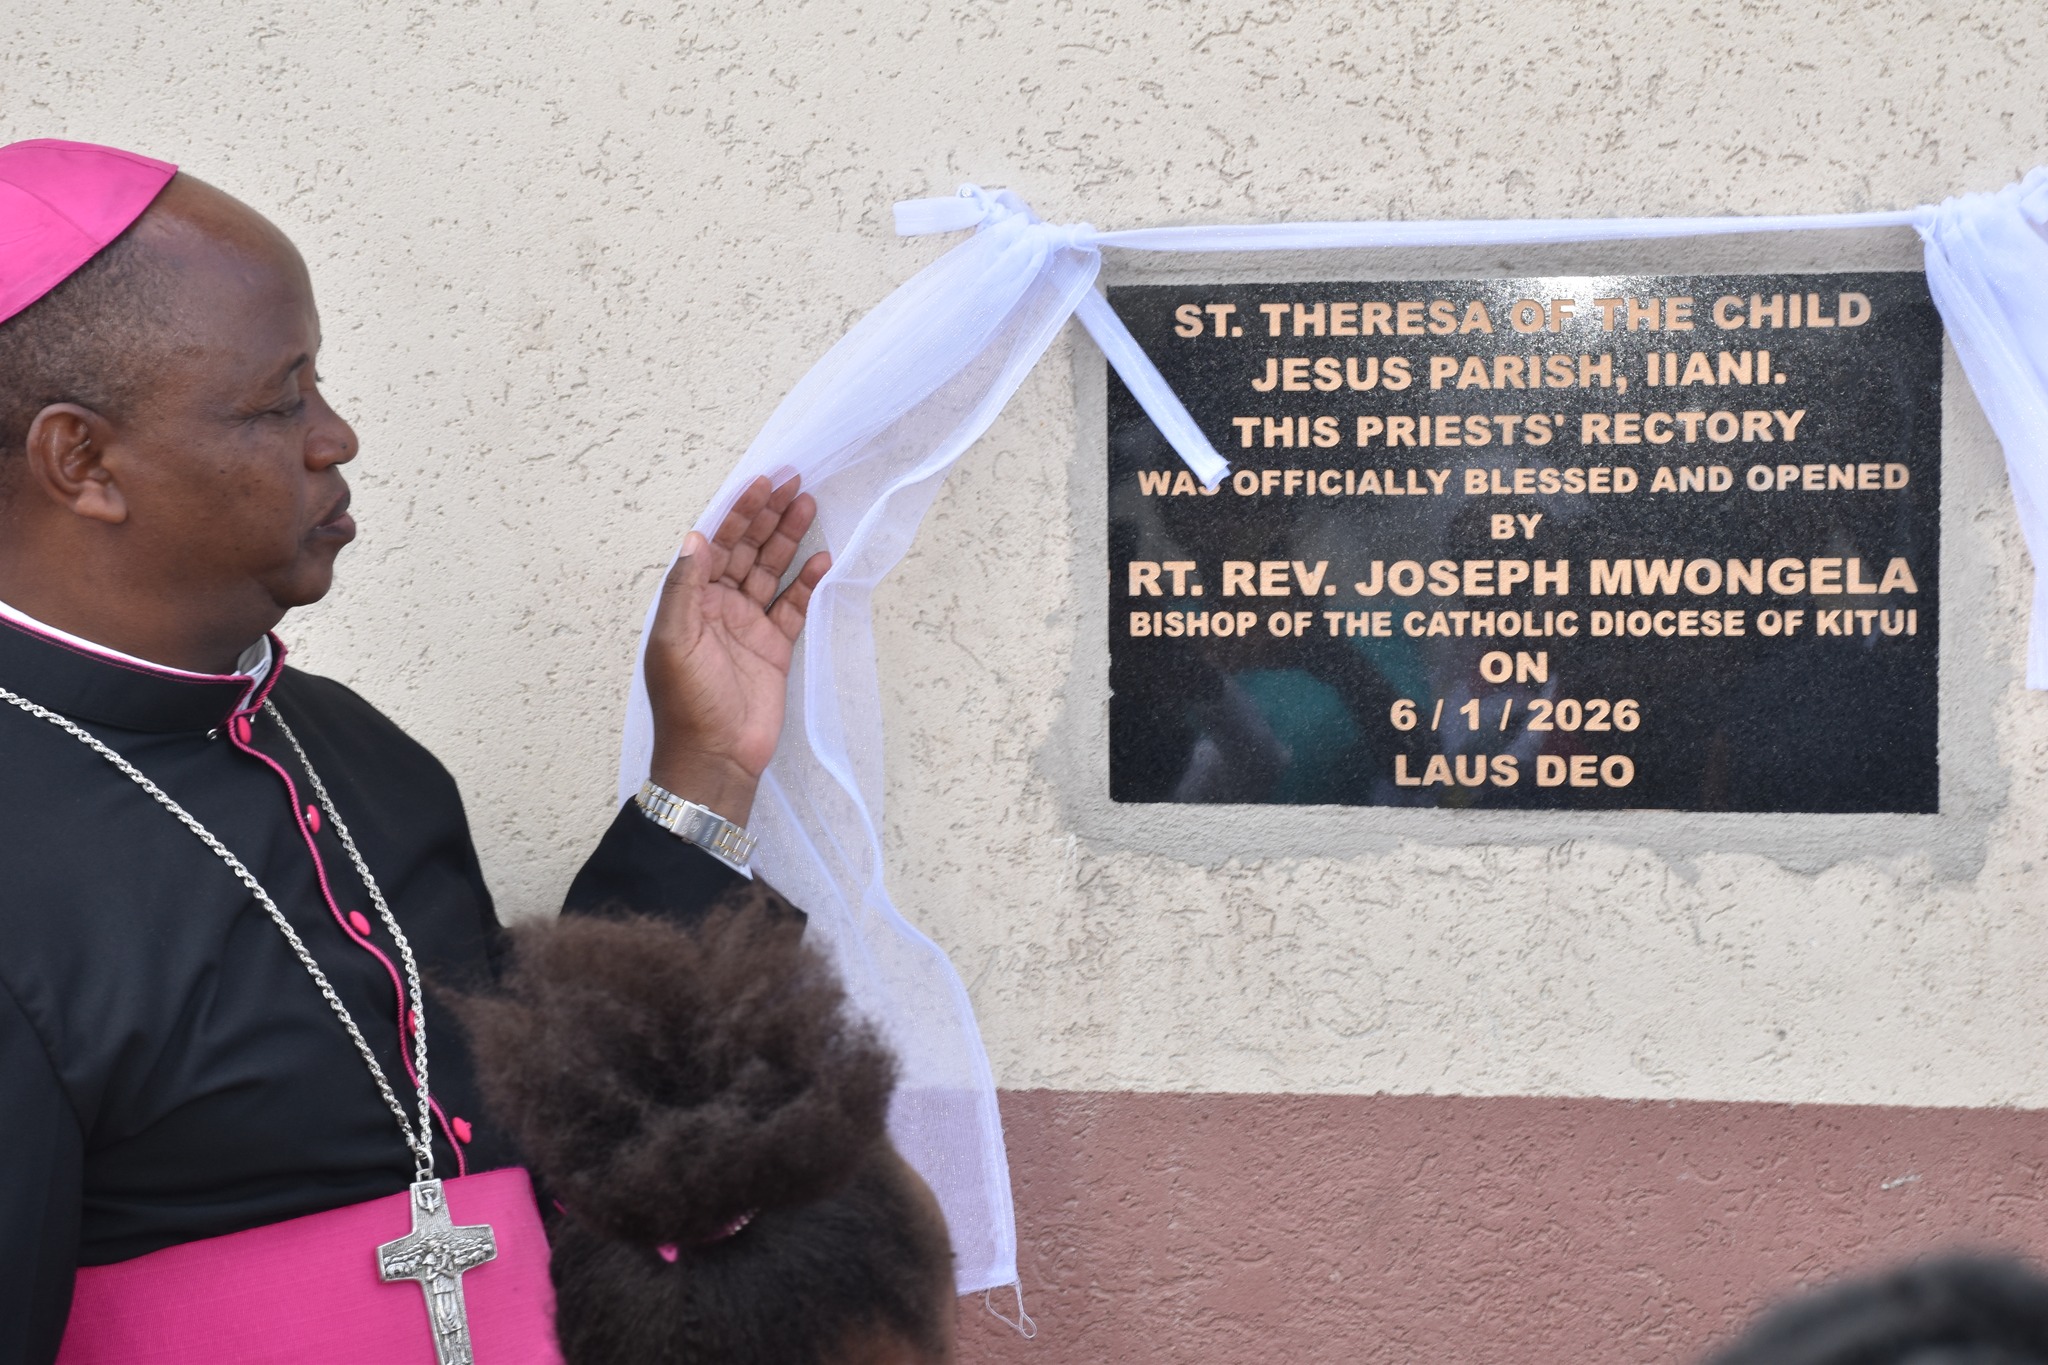 ST. THERESA OF THE CHILD
JESUS PARISH, IIANI.
THIS PRIESTS' RECTORY
WAS OFFICIALLY BLESSED AND OPENED
BY
RT. REV. JOSEPH MWONGELA
BISHOP OF THE CATHOLIC DIOCESE OF KITUI
ON
6 / 1 / 2026
LAUS DEO